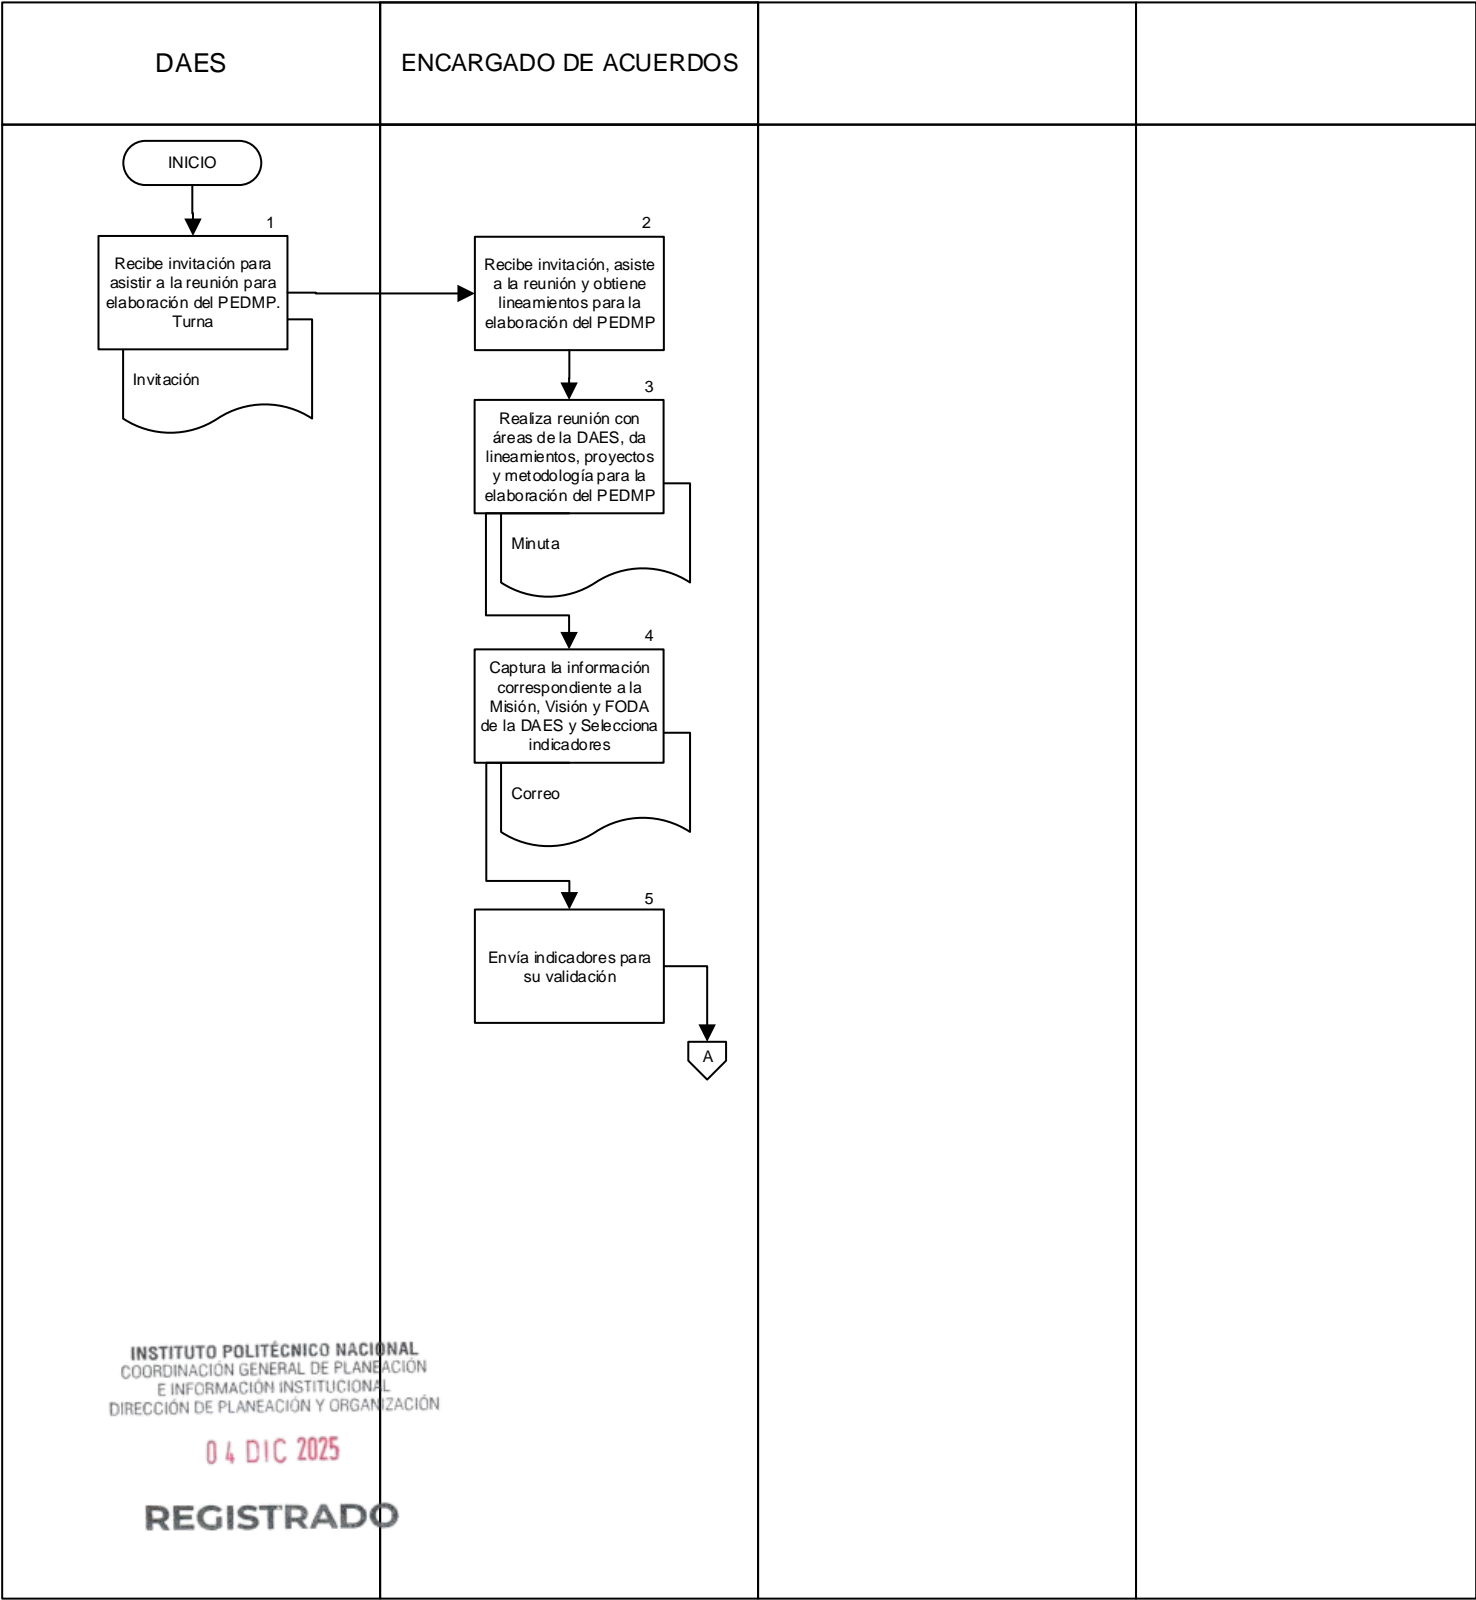 DAES
ENCARGADO DE ACUERDOS
INICIO
1
Recibe invitación para
asistir a la reunión para
elaboración del PEDMP.
Turna
Invitación
2
Recibe invitación, asiste
a la reunión y obtiene
lineamientos para la
elaboración del PEDMP
3
Realiza reunión con
áreas de la DAES, da
lineamientos, proyectos
y metodología para la
elaboración del PEDMP
Minuta
4
Captura la información
correspondiente a la
Misión, Visión y FODA
de la DAES y Selecciona
indicadores
Correo
5
Envía indicadores para
su validación
A
INSTITUTO POLITÉCNICO NACIONAL
COORDINACIÓN GENERAL DE PLANEACIÓN
E INFORMACIÓN INSTITUCIONAL
DIRECCIÓN DE PLANEACIÓN Y ORGANIZACIÓN
04 DIC 2025
REGISTRADO